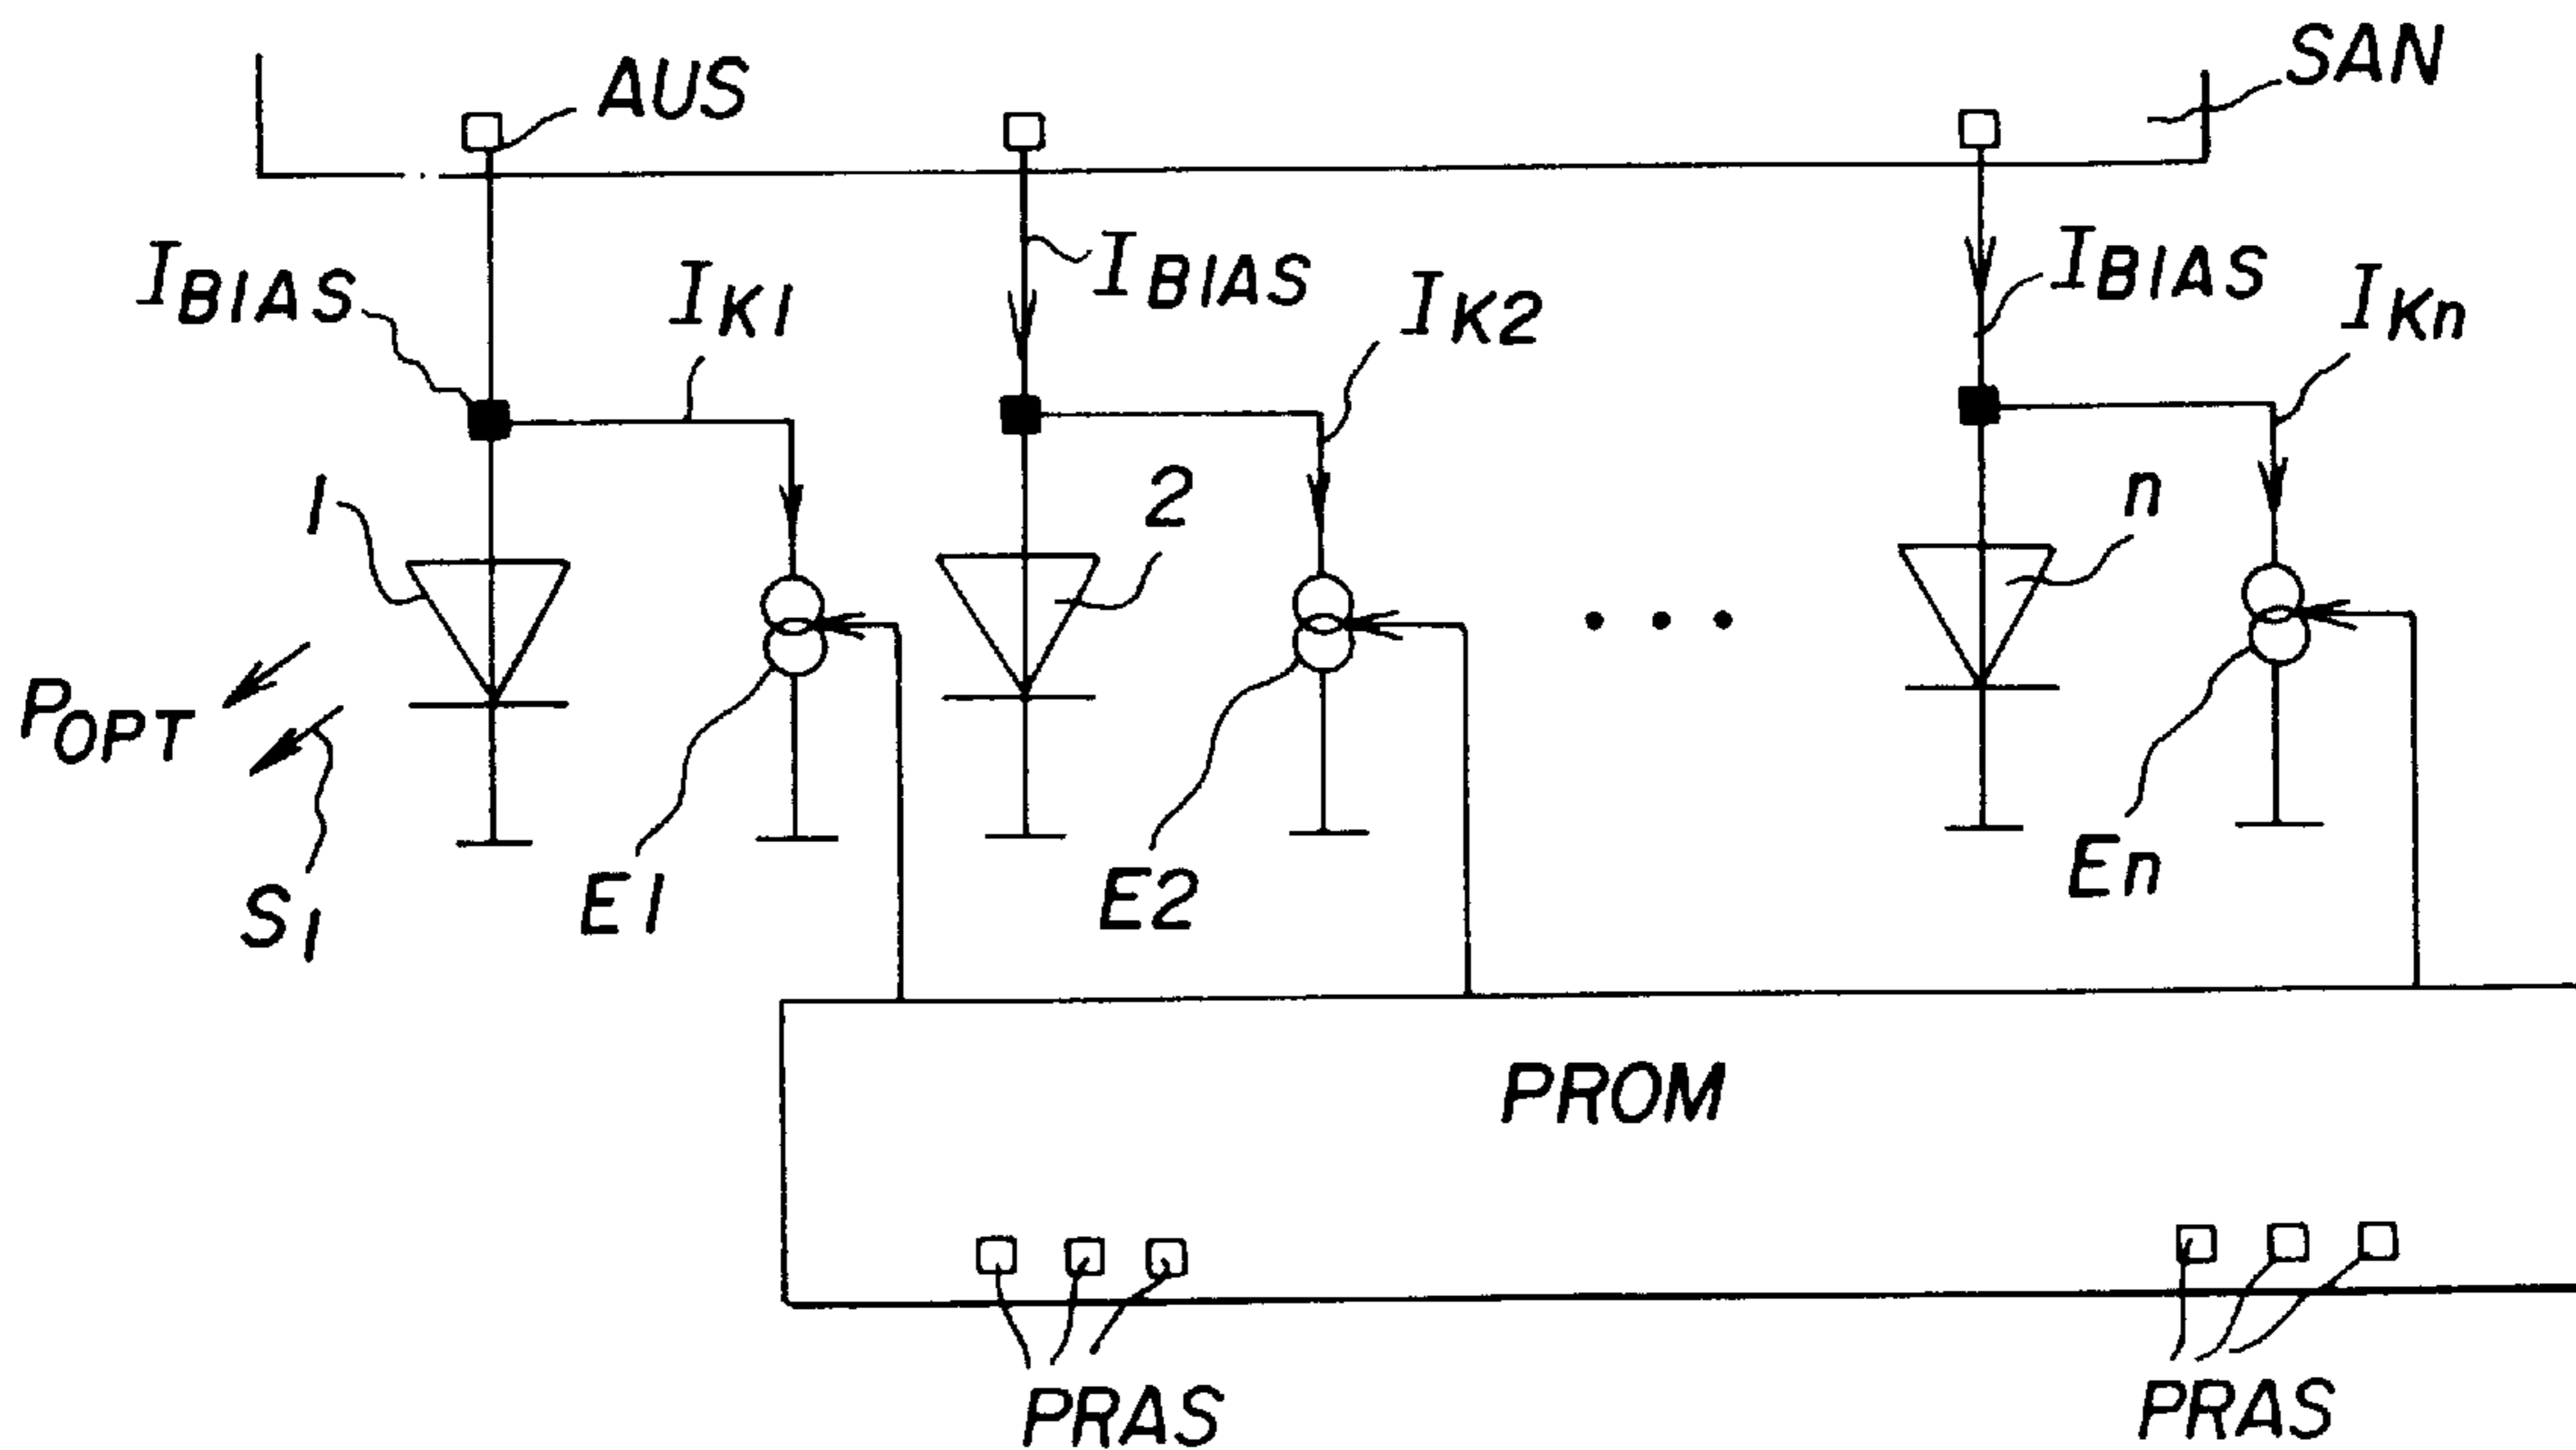 AUS
SAN
IBIAS
IK1
IBIAS
IK2
IBIAS
IKn
1
2
n
POPT
S1
E1
E2
En
PROM
PRAS
PRAS